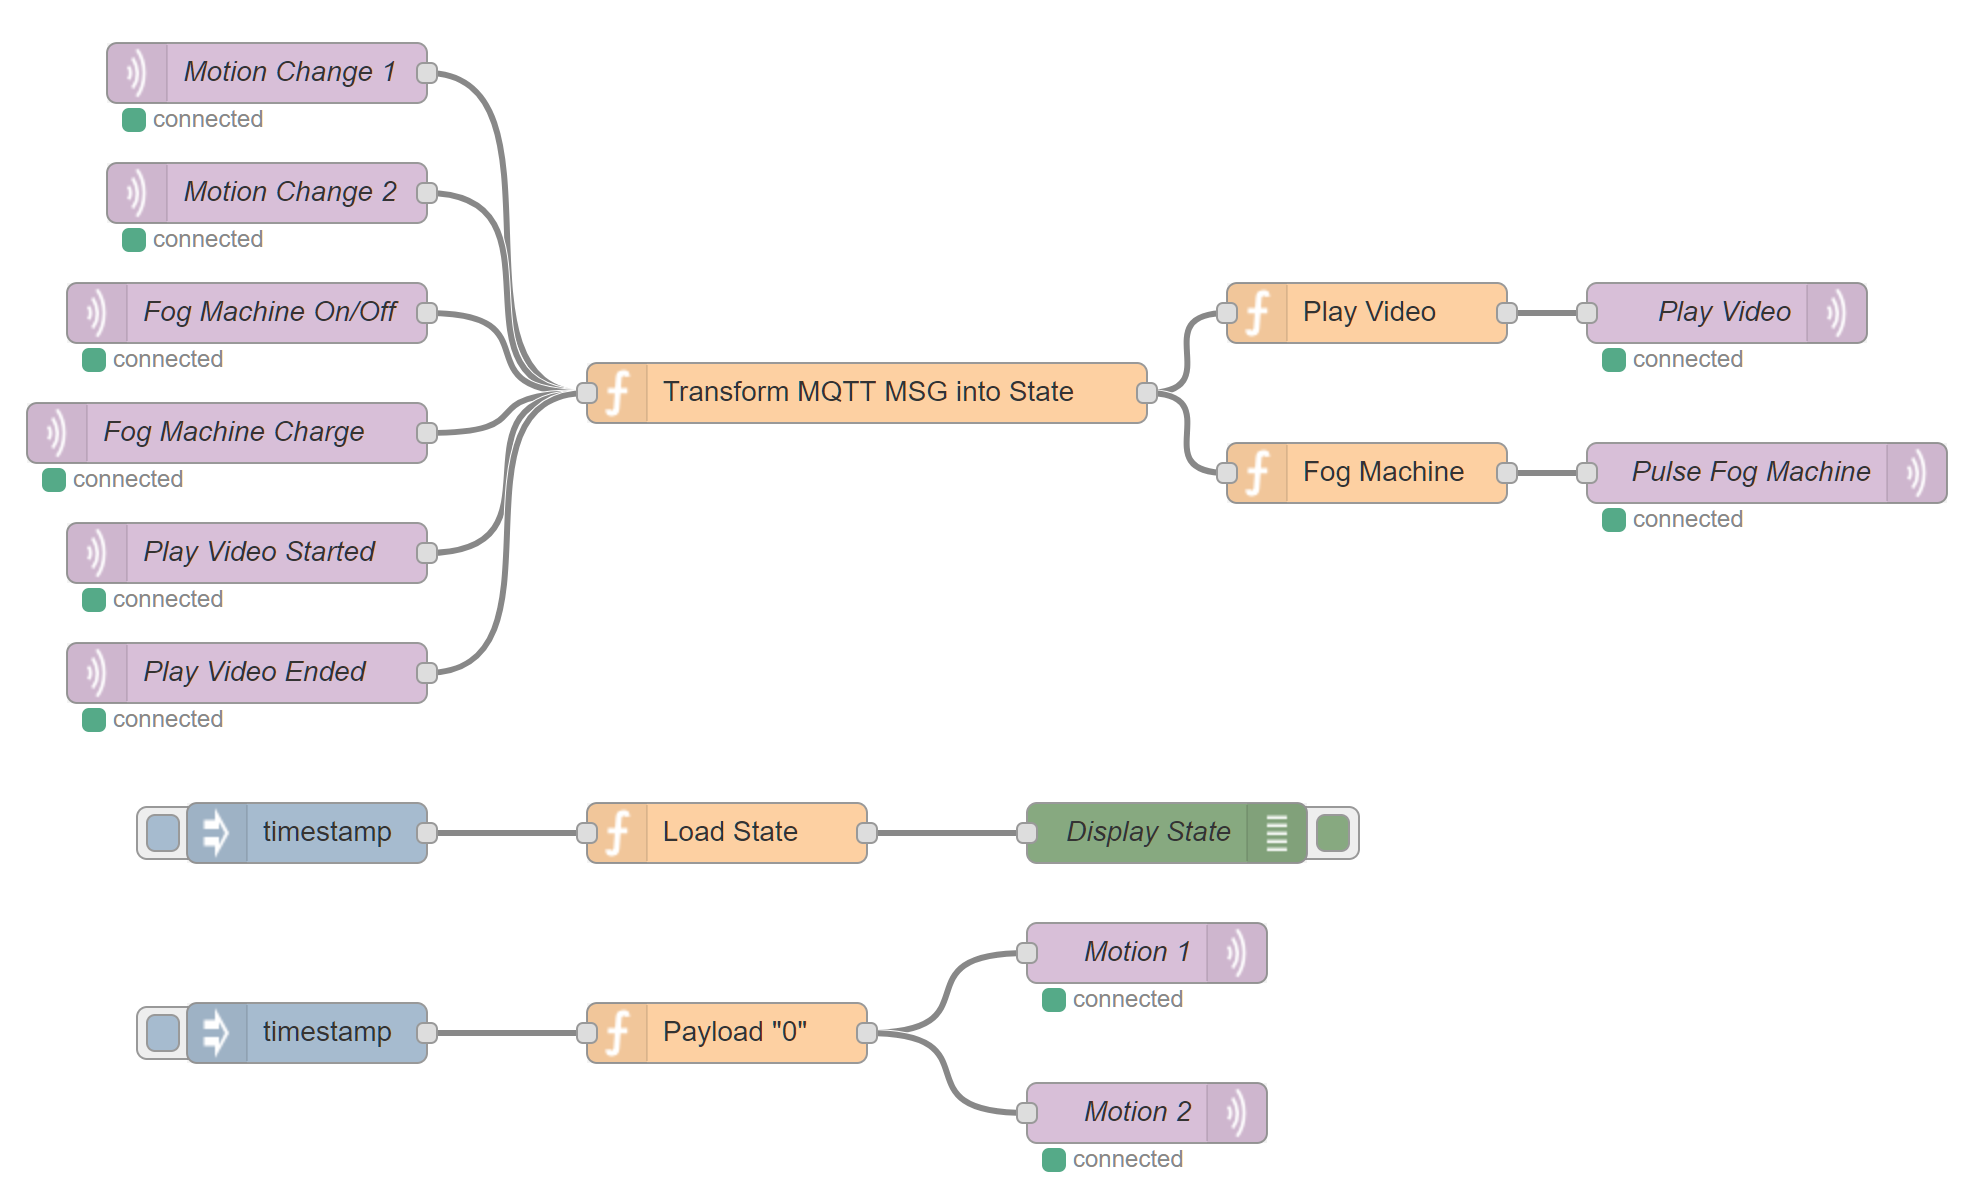 Motion Change 1
connected
Motion Change 2
connected
Fog Machine On/Off
connected
Fog Machine Charge
connected
Play Video Started
connected
Play Video Ended
connected
Transform MQTT MSG into State
Play Video
Play Video
connected
Fog Machine
Pulse Fog Machine
connected
timestamp
Load State
Display State
timestamp
Payload "0"
Motion 1
connected
Motion 2
connected